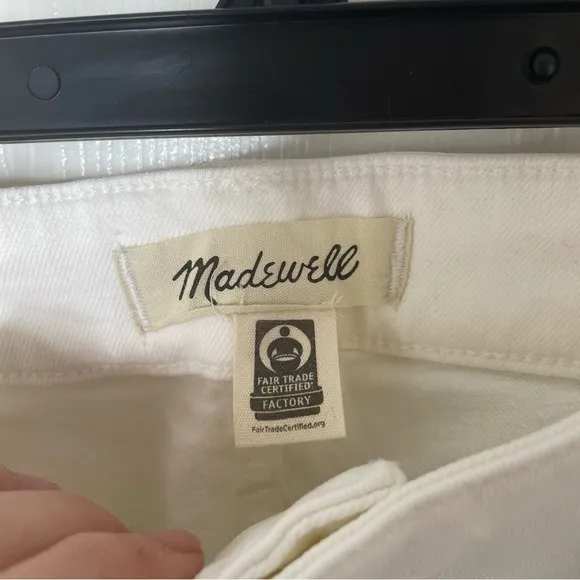 Madewell
FAIR TRADE
CERTIFIED
FACTORY
FairTradeCertified.org